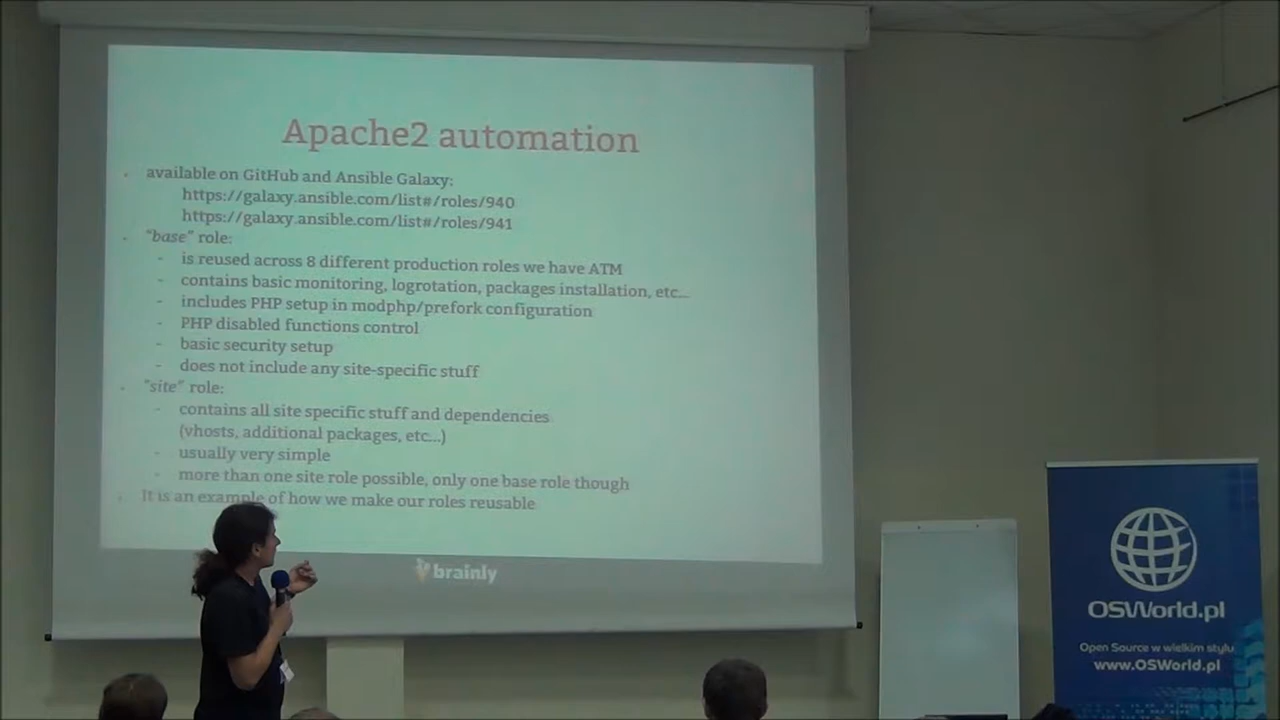 Apache2 automation
available on GitHub and Ansible Galaxy:
https://galaxy.ansible.com/list#/roles/940
https://galaxy.ansible.com/list#/roles/941
"base" role:
- is reused across 8 different production roles we have ATM
- contains basic monitoring, logrotation, packages installation, etc...
- includes PHP setup in modphp/prefork configuration
- PHP disabled functions control
- basic security setup
- does not include any site-specific stuff
"site" role:
- contains all site specific stuff and dependencies
(vhosts, additional packages, etc...)
- usually very simple
- more than one site role possible, only one base role though
It is an example of how we make our roles reusable
brainly
OSWorld.pl
Open Source w wielkim stylu
www.OSWorld.pl